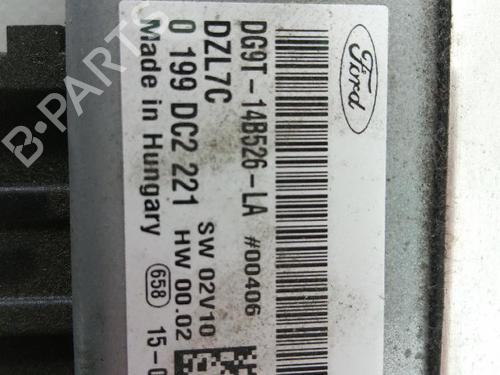 Ford
DG9T-14B526-LA #00406
DZL7C
SW 02V10
0 199 DC2 221 HW 00.02
Made in Hungary 658 15-0
B-PARTS